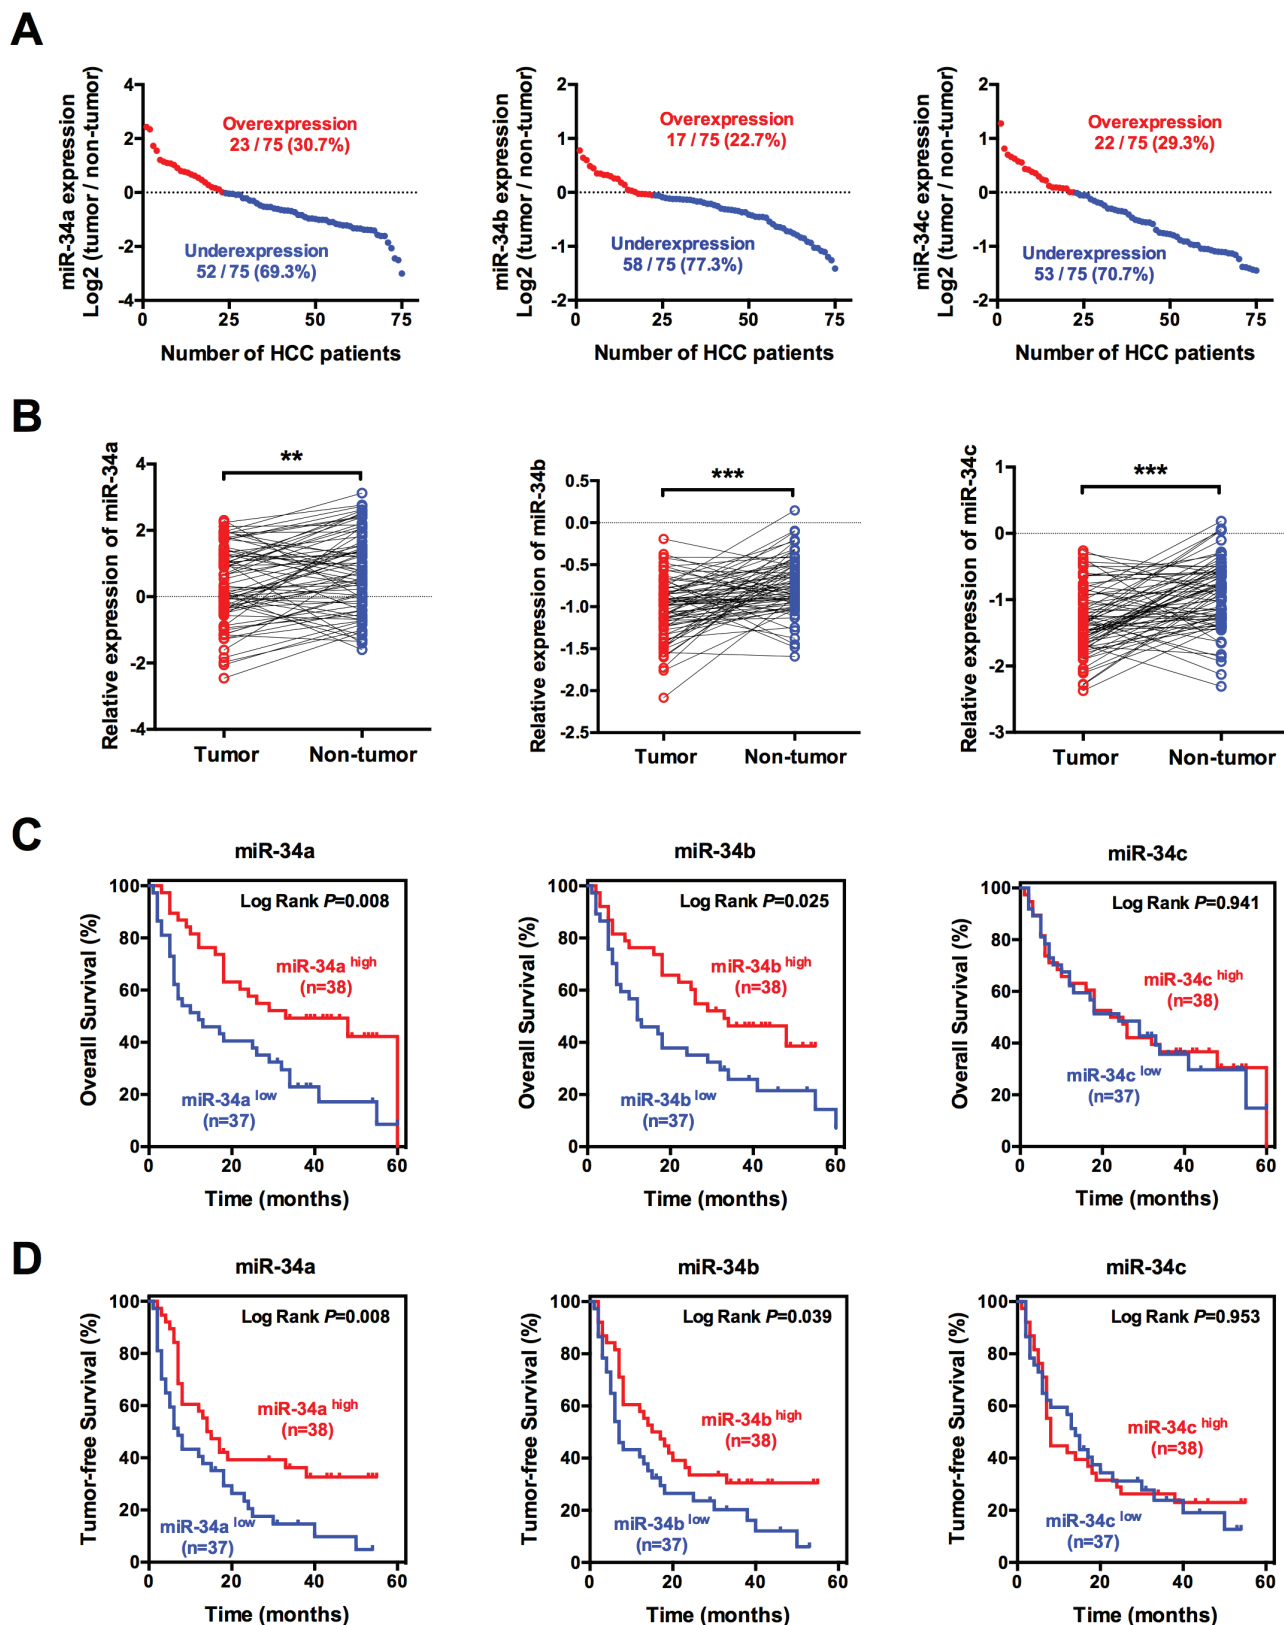 A
miR-34a expression
Log2 (tumor / non-tumor)
4
2
0
-2
-4
Overexpression
23 / 75 (30.7%)
Underexpression
52 / 75 (69.3%)
0 25 50 75
Number of HCC patients
miR-34b expression
Log2 (tumor / non-tumor)
2
1
0
-1
-2
Overexpression
17 / 75 (22.7%)
Underexpression
58 / 75 (77.3%)
0 25 50 75
Number of HCC patients
miR-34c expression
Log2 (tumor / non-tumor)
2
1
0
-1
-2
Overexpression
22 / 75 (29.3%)
Underexpression
53 / 75 (70.7%)
0 25 50 75
Number of HCC patients
B
Relative expression of miR-34a
4
2
0
-2
-4
**
Tumor Non-tumor
Relative expression of miR-34b
0.5
0.0
-0.5
-1.0
-1.5
-2.0
-2.5
***
Tumor Non-tumor
Relative expression of miR-34c
1
0
-1
-2
-3
***
Tumor Non-tumor
C
miR-34a
Overall Survival (%)
100
80
60
40
20
0
Log Rank P=0.008
miR-34a high
(n=38)
miR-34a low
(n=37)
0 20 40 60
Time (months)
miR-34b
Overall Survival (%)
100
80
60
40
20
0
Log Rank P=0.025
miR-34b high
(n=38)
miR-34b low
(n=37)
0 20 40 60
Time (months)
miR-34c
Overall Survival (%)
100
80
60
40
20
0
Log Rank P=0.941
miR-34c high
(n=38)
miR-34c low
(n=37)
0 20 40 60
Time (months)
D
miR-34a
Tumor-free Survival (%)
100
80
60
40
20
0
Log Rank P=0.008
miR-34a high
(n=38)
miR-34a low
(n=37)
0 20 40 60
Time (months)
miR-34b
Tumor-free Survival (%)
100
80
60
40
20
0
Log Rank P=0.039
miR-34b high
(n=38)
miR-34b low
(n=37)
0 20 40 60
Time (months)
miR-34c
Tumor-free Survival (%)
100
80
60
40
20
0
Log Rank P=0.953
miR-34c high
(n=38)
miR-34c low
(n=37)
0 20 40 60
Time (months)